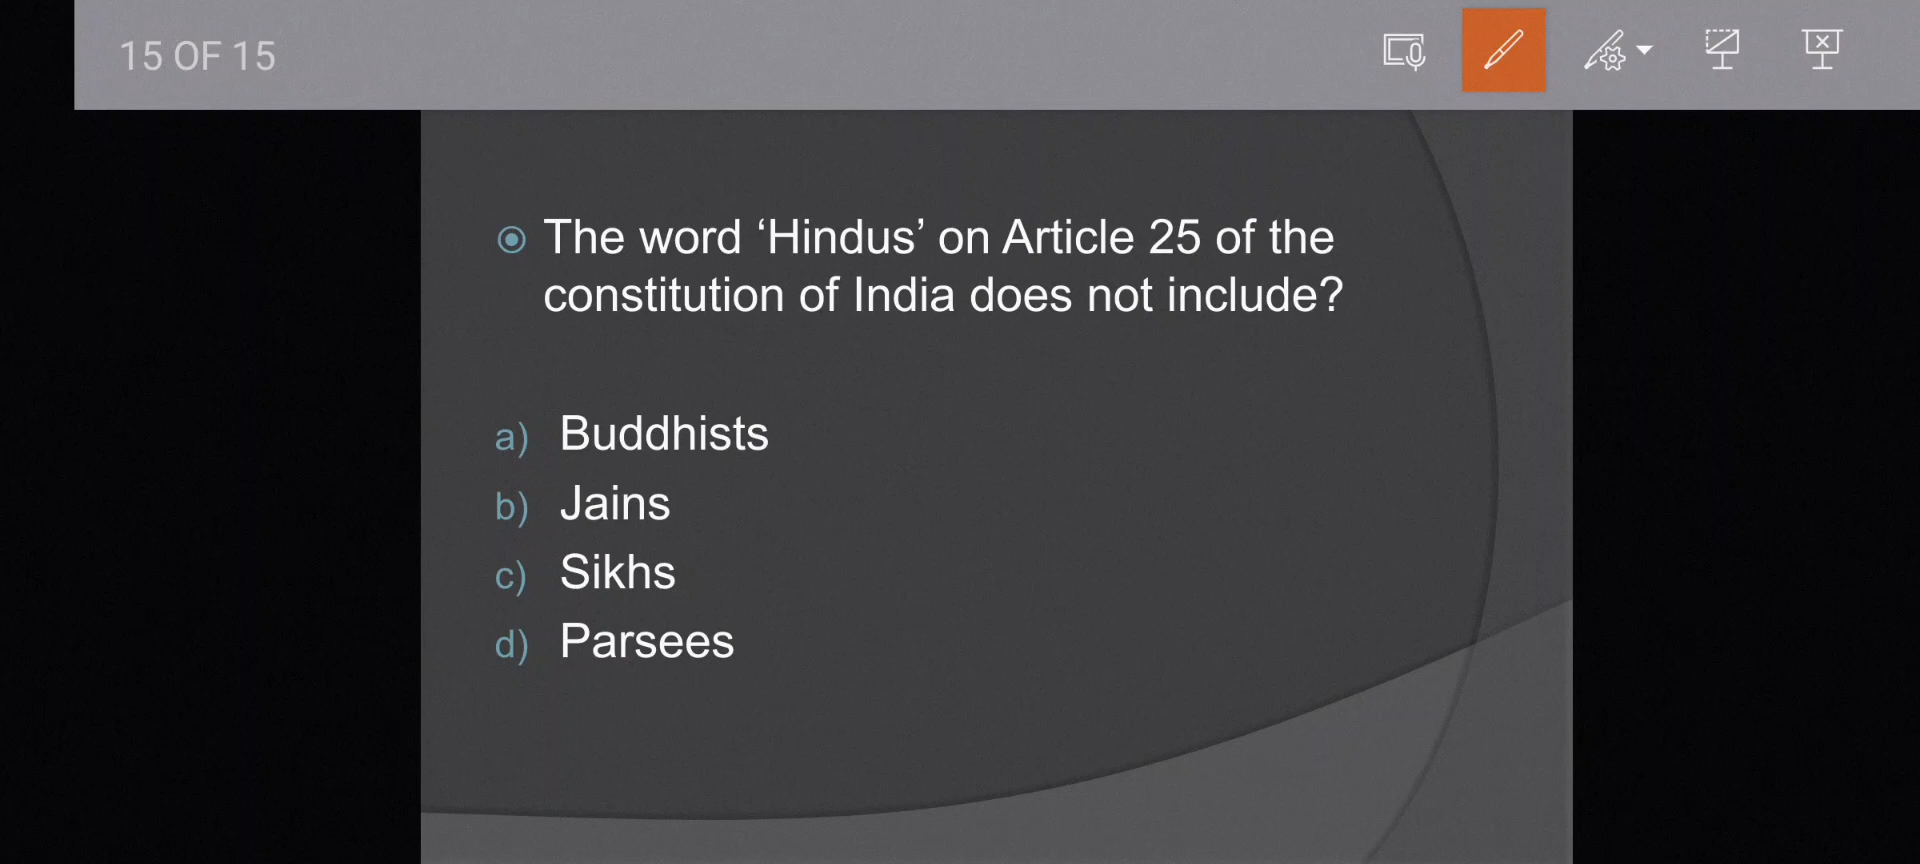 15 OF 15
The word ‘Hindus’ on Article 25 of the
constitution of India does not include?
a) Buddhists
b) Jains
c) Sikhs
d) Parsees